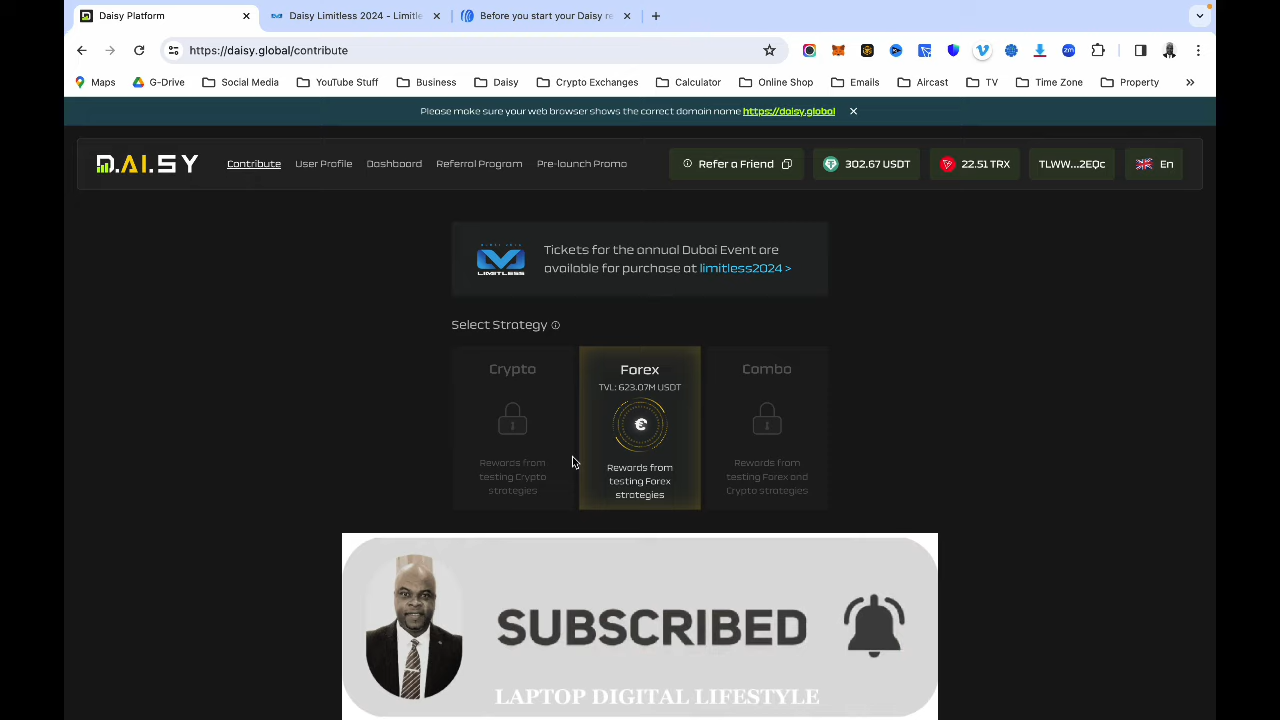 Daisy Platform
Daisy Limitless 2024 - Limitle
Before you start your Daisy re
https://daisy.global/contribute
Maps
G-Drive
Social Media
YouTube Stuff
Business
Daisy
Crypto Exchanges
Calculator
Online Shop
Emails
Aircast
TV
Time Zone
Property
Please make sure your web browser shows the correct domain name https://daisy.global
D.AI.SY
Contribute
User Profile
Dashboard
Referral Program
Pre-launch Promo
Refer a Friend
302.67 USDT
22.51 TRX
TLWW...2EQc
En
LIMITLESS
Tickets for the annual Dubai Event are
available for purchase at limitless2024 >
Select Strategy
Crypto
Rewards from
testing Crypto
strategies
Forex
TVL: 623.07M USDT
Rewards from
testing Forex
strategies
Combo
Rewards from
testing Forex and
Crypto strategies
SUBSCRIBED
LAPTOP DIGITAL LIFESTYLE